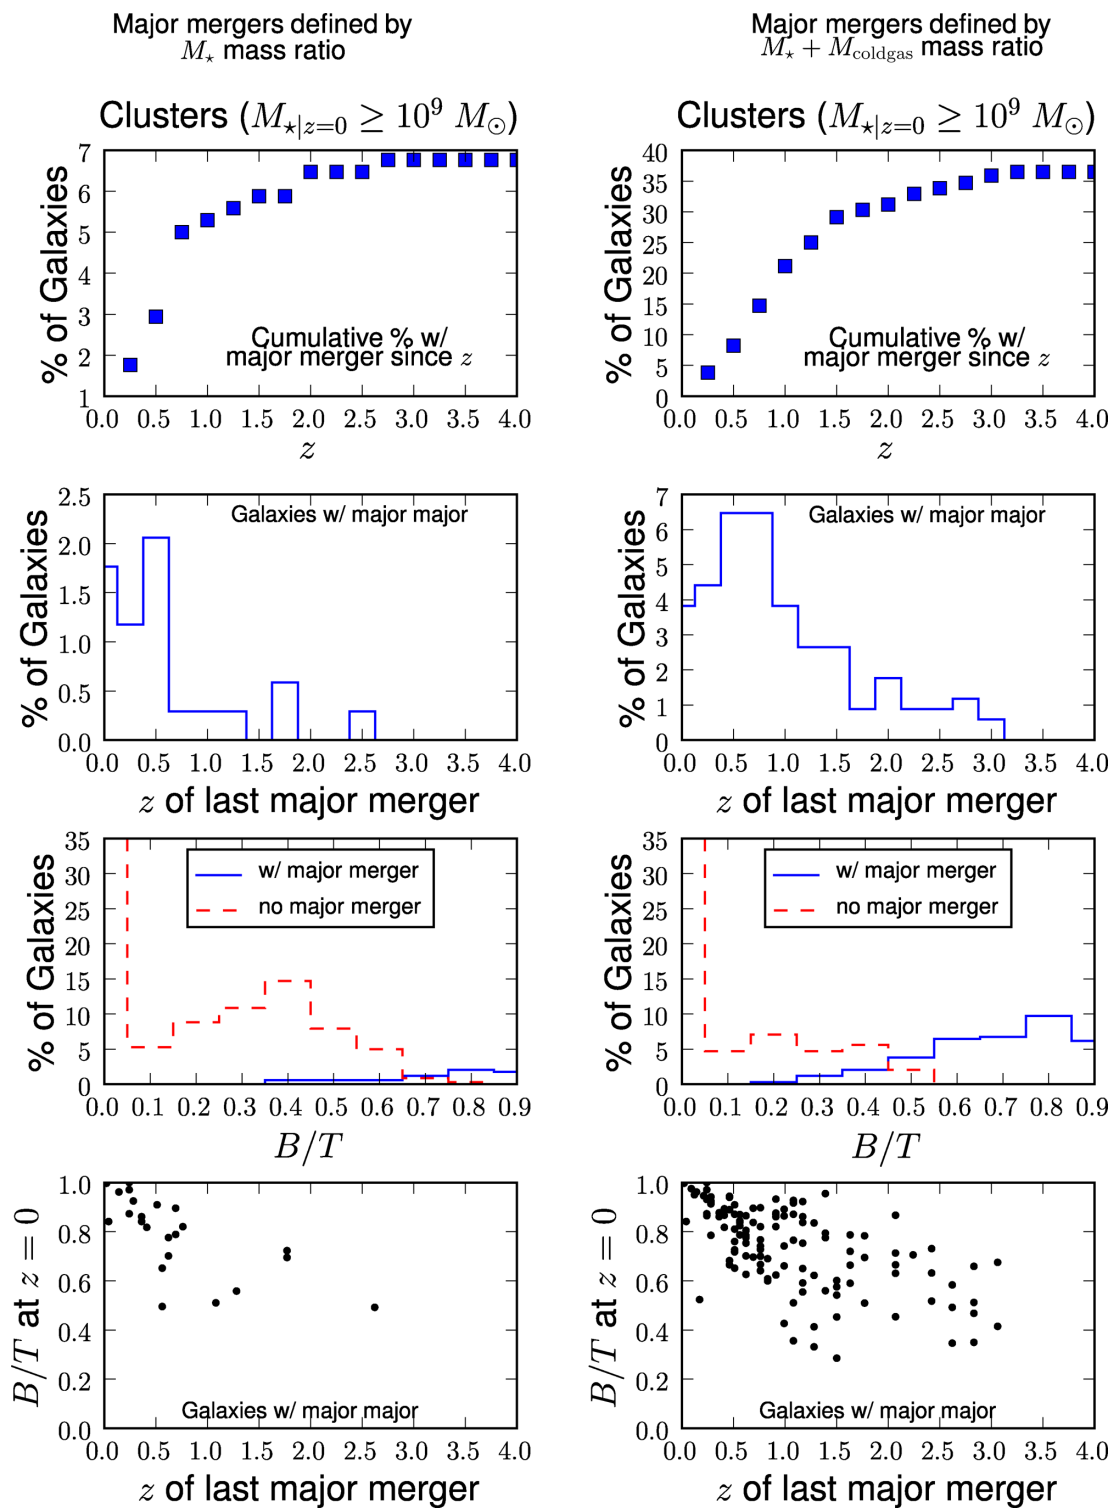 Major mergers defined by
M⋆ mass ratio
Major mergers defined by
M⋆ + Mcoldgas mass ratio
Clusters (M⋆|z=0 ≥ 10⁹ M⊙)
7
6
5
4
3
2
1
% of Galaxies
Cumulative % w/
major merger since z
0.0 0.5 1.0 1.5 2.0 2.5 3.0 3.5 4.0
z
Clusters (M⋆|z=0 ≥ 10⁹ M⊙)
40
35
30
25
20
15
10
5
0
% of Galaxies
Cumulative % w/
major merger since z
0.0 0.5 1.0 1.5 2.0 2.5 3.0 3.5 4.0
z
2.5
2.0
1.5
1.0
0.5
0.0
% of Galaxies
Galaxies w/ major major
0.0 0.5 1.0 1.5 2.0 2.5 3.0 3.5 4.0
z of last major merger
7
6
5
4
3
2
1
0
% of Galaxies
Galaxies w/ major major
0.0 0.5 1.0 1.5 2.0 2.5 3.0 3.5 4.0
z of last major merger
35
30
25
20
15
10
5
0
% of Galaxies
w/ major merger
no major merger
0.0 0.1 0.2 0.3 0.4 0.5 0.6 0.7 0.8 0.9
B/T
35
30
25
20
15
10
5
0
% of Galaxies
w/ major merger
no major merger
0.0 0.1 0.2 0.3 0.4 0.5 0.6 0.7 0.8 0.9
B/T
1.0
0.8
0.6
0.4
0.2
0.0
B/T at z = 0
Galaxies w/ major major
0.0 0.5 1.0 1.5 2.0 2.5 3.0 3.5 4.0
z of last major merger
1.0
0.8
0.6
0.4
0.2
0.0
B/T at z = 0
Galaxies w/ major major
0.0 0.5 1.0 1.5 2.0 2.5 3.0 3.5 4.0
z of last major merger